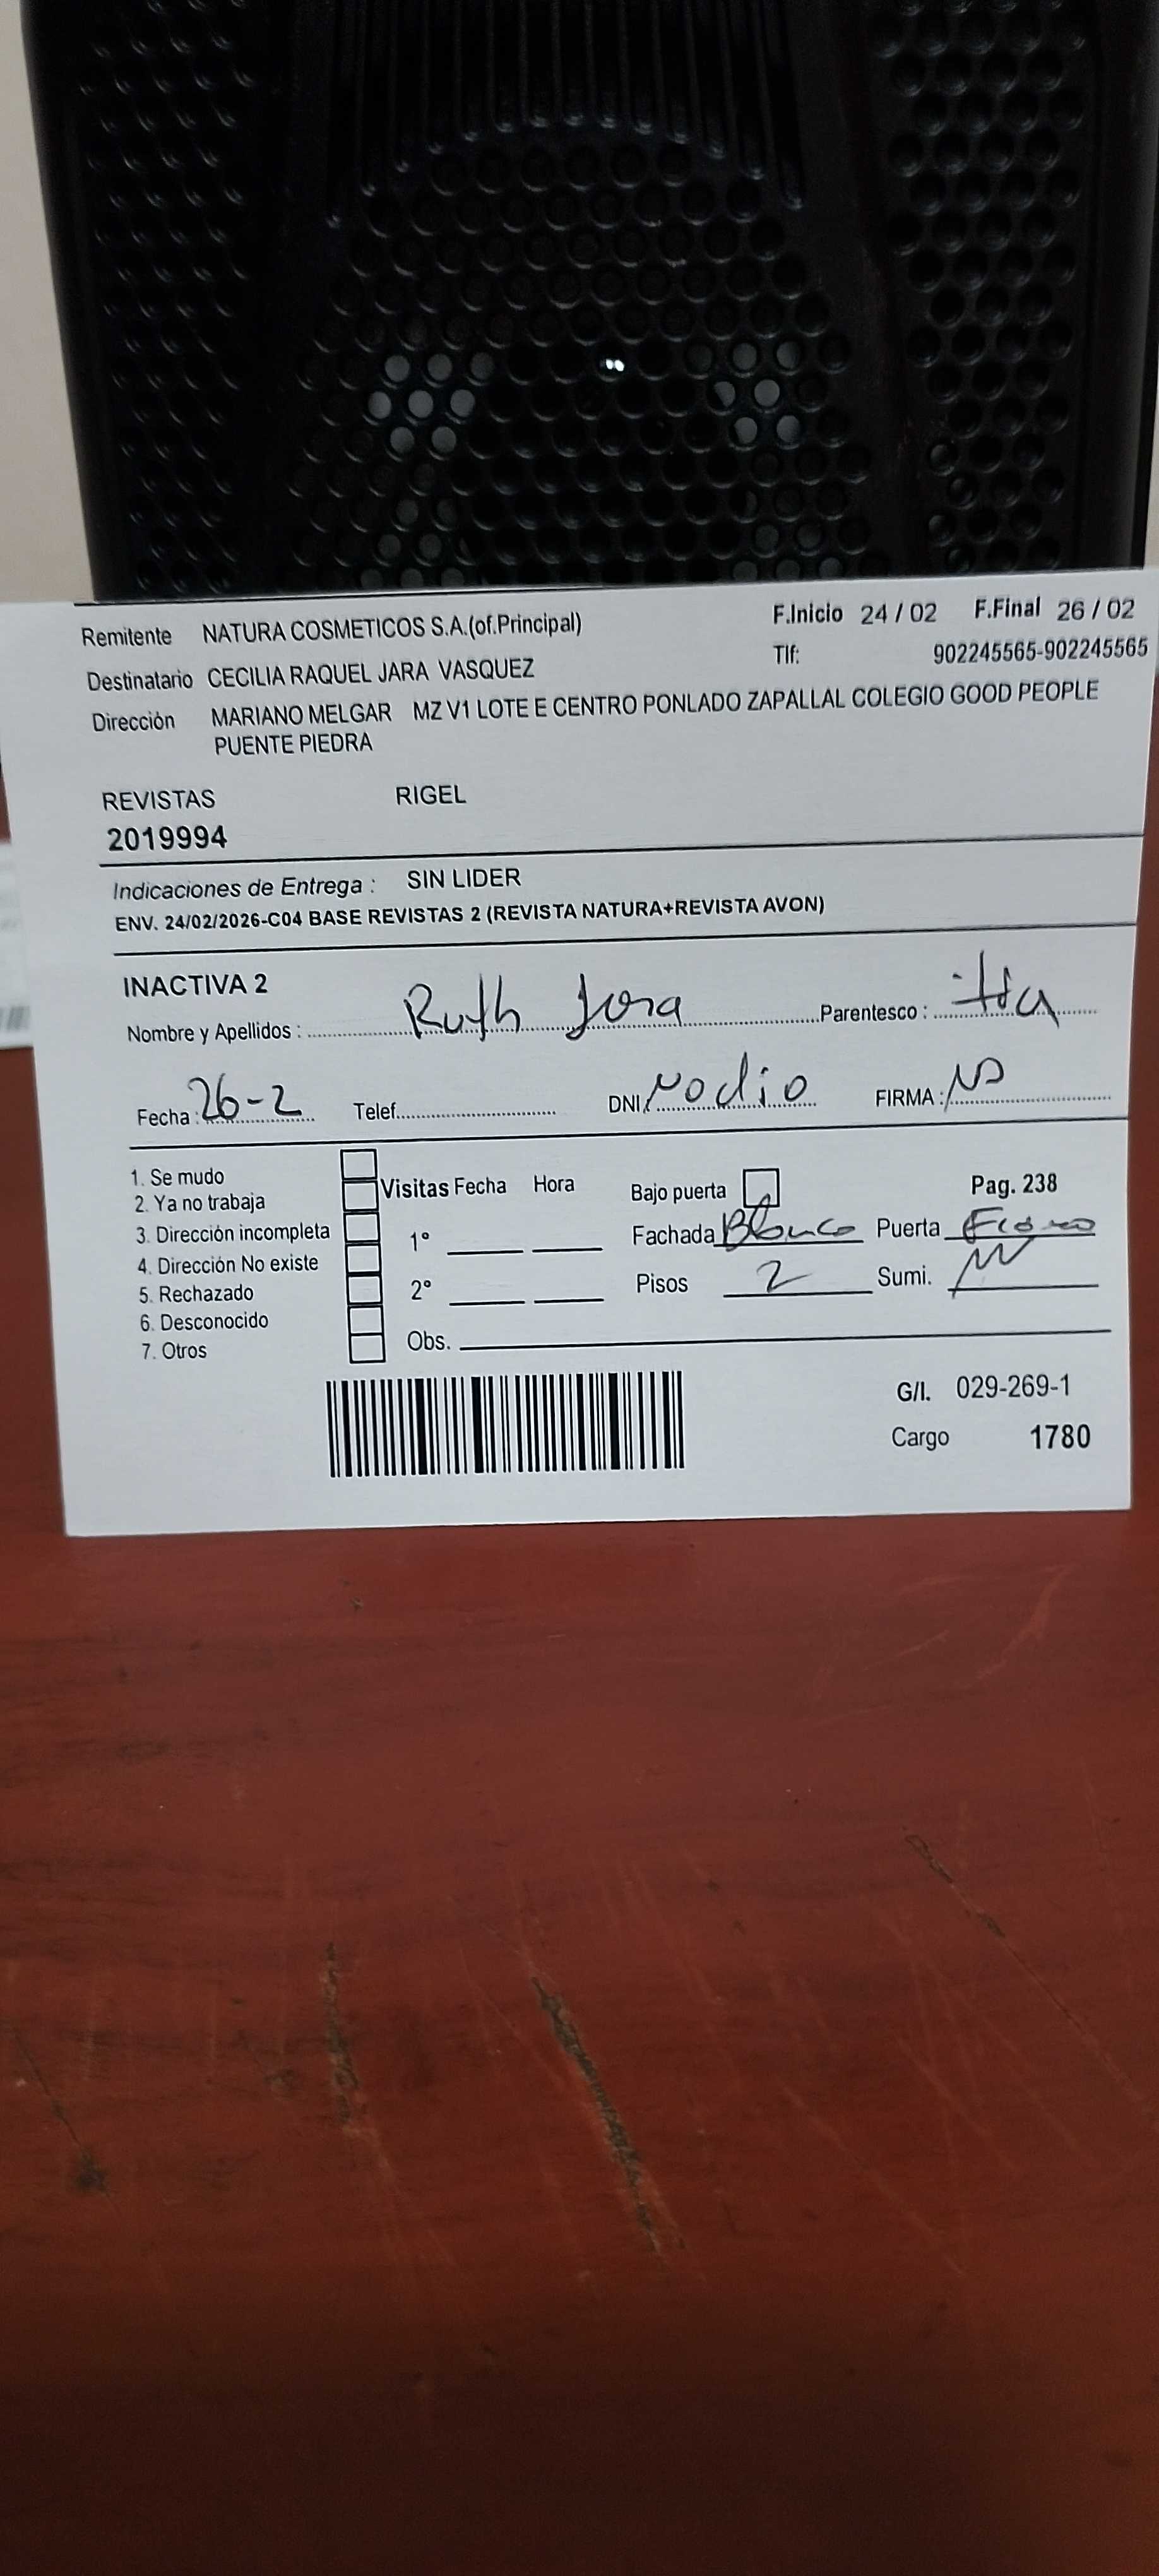 Remitente NATURA COSMETICOS S.A.(of.Principal) F.Inicio 24 / 02 F.Final 26 / 02
Destinatario CECILIA RAQUEL JARA VASQUEZ Tlf: 902245565-902245565
Dirección MARIANO MELGAR MZ V1 LOTE E CENTRO PONLADO ZAPALLAL COLEGIO GOOD PEOPLE
PUENTE PIEDRA
REVISTAS RIGEL
2019994
Indicaciones de Entrega : SIN LIDER
ENV. 24/02/2026-C04 BASE REVISTAS 2 (REVISTA NATURA+REVISTA AVON)
INACTIVA 2
Nombre y Apellidos : Ruth Jara Parentesco : tia
Fecha : 26-2 Telef. DNI. No dio FIRMA :
1. Se mudo
2. Ya no trabaja
3. Dirección incompleta
4. Dirección No existe
5. Rechazado
6. Desconocido
7. Otros
Visitas Fecha Hora
1°
2°
Obs.
Bajo puerta Pag. 238
Fachada Blanco Puerta Fierro
Pisos 2 Sumi.
G/I. 029-269-1
Cargo 1780